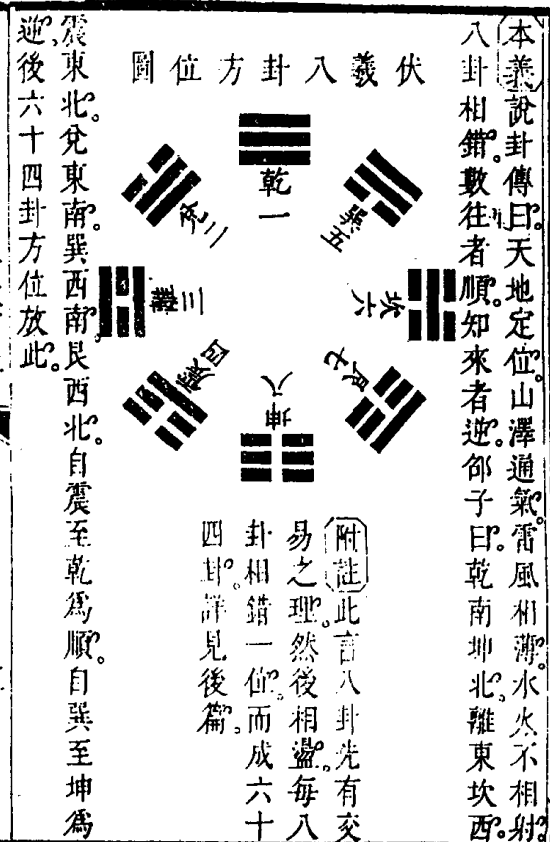 本義說卦傳曰。天地定位。山澤通氣。雷風相薄。水火不相射。
八卦相錯。數往者順。知來者逆。邵子曰。乾南坤北。離東坎西。
伏羲八卦方位圖
乾一
兌二
離三
震四
巽五
坎六
艮七
坤八
附註此言八卦先有交
易之理。然後相盪。每八
卦相錯一位。而成六十
四卦。詳見後篇。
震東北。兌東南。巽西南。艮西北。自震至乾爲順。自巽至坤爲
逆。後六十四卦方位放此。